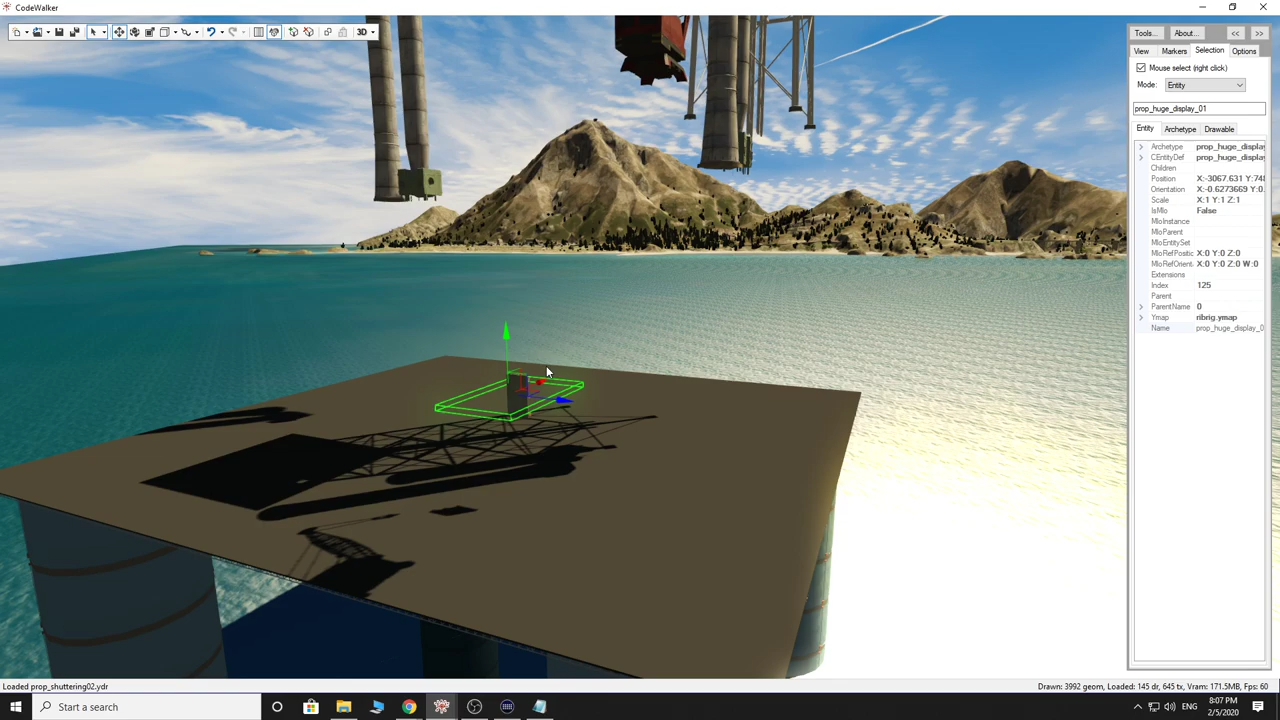 CodeWalker
3D
Tools...
About...
<<
>>
View
Markers
Selection
Options
Mouse select (right click)
Mode:
Entity
prop_huge_display_01
Entity
Archetype
Drawable
Archetype prop_huge_display
CEntityDef prop_huge_display
Children
Position X:-3067.631 Y:748
Orientation X:-0.6273669 Y:0.
Scale X:1 Y:1 Z:1
IsMlo False
MloInstance
MloParent
MloEntitySet
MloRefPositic X:0 Y:0 Z:0
MloRefOrient X:0 Y:0 Z:0 W:0
Extensions
Index 125
Parent
ParentName 0
Ymap ribrig.ymap
Name prop_huge_display_0
Loaded prop_shuttering02.ydr
Drawn: 3992 geom, Loaded: 145 dr, 645 tx, Vram: 171.5MB, Fps: 60
Start a search
ENG
8:07 PM
2/5/2020